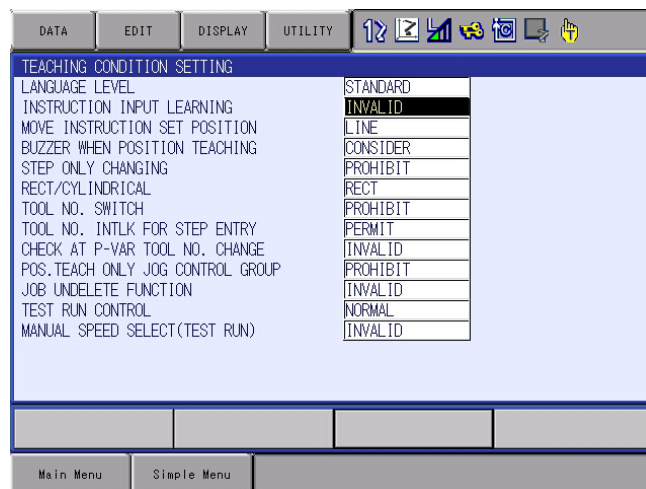 DATA EDIT DISPLAY UTILITY
TEACHING CONDITION SETTING
LANGUAGE LEVEL STANDARD
INSTRUCTION INPUT LEARNING INVALID
MOVE INSTRUCTION SET POSITION LINE
BUZZER WHEN POSITION TEACHING CONSIDER
STEP ONLY CHANGING PROHIBIT
RECT/CYLINDRICAL RECT
TOOL NO. SWITCH PROHIBIT
TOOL NO. INTLK FOR STEP ENTRY PERMIT
CHECK AT P-VAR TOOL NO. CHANGE INVALID
POS.TEACH ONLY JOG CONTROL GROUP PROHIBIT
JOB UNDELETE FUNCTION INVALID
TEST RUN CONTROL NORMAL
MANUAL SPEED SELECT(TEST RUN) INVALID
Main Menu Simple Menu